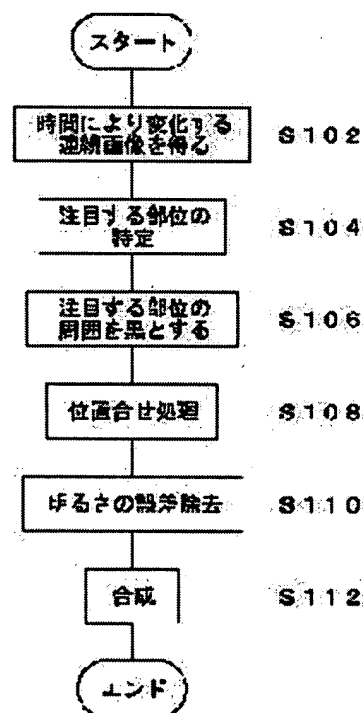 スタート
時間により変化する
連続画像を得る
S102
注目する部位の
特定
S104
注目する部位の
周囲を黒とする
S106
位置合せ処理
S108
明るさの誤差除去
S110
合成
S112
エンド